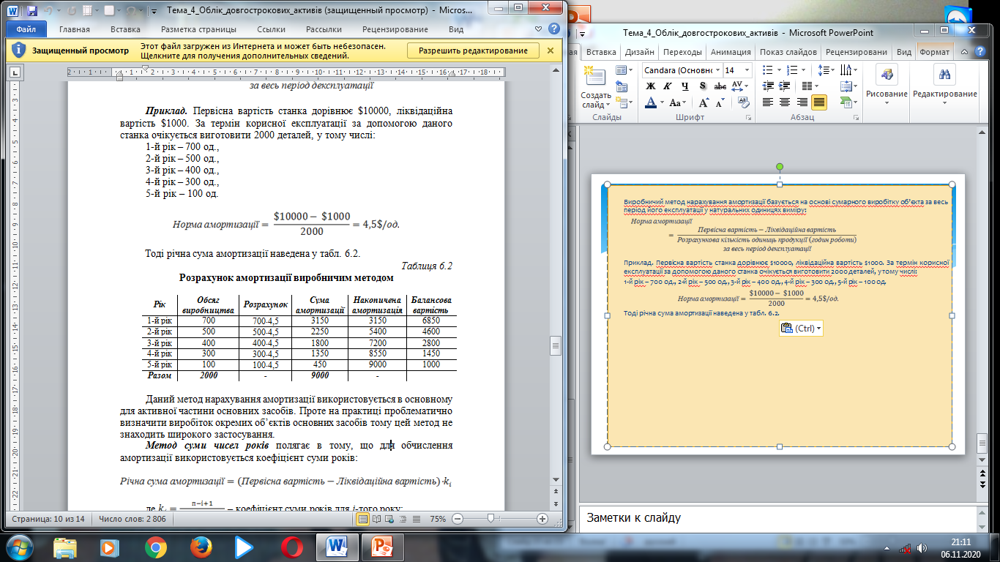 Тема_4_Облік_довгострокових_активів (защищенный просмотр) - Micros...
Файл Главная Вставка Разметка страницы Ссылки Рассылки Рецензирование Вид
Защищенный просмотр
Этот файл загружен из Интернета и может быть небезопасен.
Щелкните для получения дополнительных сведений.
Разрешить редактирование
за весь період дексплуатації
Приклад. Первісна вартість станка дорівнює $10000, ліквідаційна
вартість $1000. За термін корисної експлуатації за допомогою даного
станка очікується виготовити 2000 деталей, у тому числі:
1-й рік – 700 од.,
2-й рік – 500 од.,
3-й рік – 400 од.,
4-й рік – 300 од.,
5-й рік – 100 од.
Норма амортизації = $10000 − $1000 / 2000 = 4,5$/од.
Тоді річна сума амортизації наведена у табл. 6.2.
Таблиця 6.2
Розрахунок амортизації виробничим методом
Рік Обсяг виробництва Розрахунок Сума амортизації Накопичена амортизація Балансова вартість
1-й рік 700 700·4,5 3150 3150 6850
2-й рік 500 500·4,5 2250 5400 4600
3-й рік 400 400·4,5 1800 7200 2800
4-й рік 300 300·4,5 1350 8550 1450
5-й рік 100 100·4,5 450 9000 1000
Разом 2000 - 9000 -
Даний метод нарахування амортизації використовується в основному
для активної частини основних засобів. Проте на практиці проблематично
визначити виробіток окремих об’єктів основних засобів тому цей метод не
знаходить широкого застосування.
Метод суми чисел років полягає в тому, що для обчислення
амортизації використовується коефіцієнт суми років:
Річна сума амортизації = (Первісна вартість − Ліквідаційна вартість) · kᵢ
де kᵢ = n−i+1 – коефіцієнт суми років для i-того року;
Страница: 10 из 14 Число слов: 2 806 75%
Тема_4_Облік_довгострокових_активів - Microsoft PowerPoint
ая Вставка Дизайн Переходы Анимация Показ слайдов Рецензировани Вид Формат
Candara (Основно 14
Создать слайд
Ж К Ч S abc AV
А Aa A A
Рисование Редактирование
Слайды Шрифт Абзац
Виробничий метод нарахування амортизації базується на основі сумарного виробітку об'єкта за весь
період його експлуатації у натуральних одиницях виміру:
Норма амортизації
= Первісна вартість − Ліквідаційна вартість
Розрахункова кількість одиниць продукції (годин роботи)
за весь період дексплуатації
Приклад. Первісна вартість станка дорівнює $10000, ліквідаційна вартість $1000. За термін корисної
експлуатації за допомогою даного станка очікується виготовити 2000 деталей, у тому числі:
1-й рік – 700 од., 2-й рік – 500 од., 3-й рік – 400 од., 4-й рік – 300 од., 5-й рік – 100 од.
Норма амортизації = $10000 − $1000 / 2000 = 4,5$/од.
Тоді річна сума амортизації наведена у табл. 6.2.
(Ctrl)
Заметки к слайду
21:11
06.11.2020